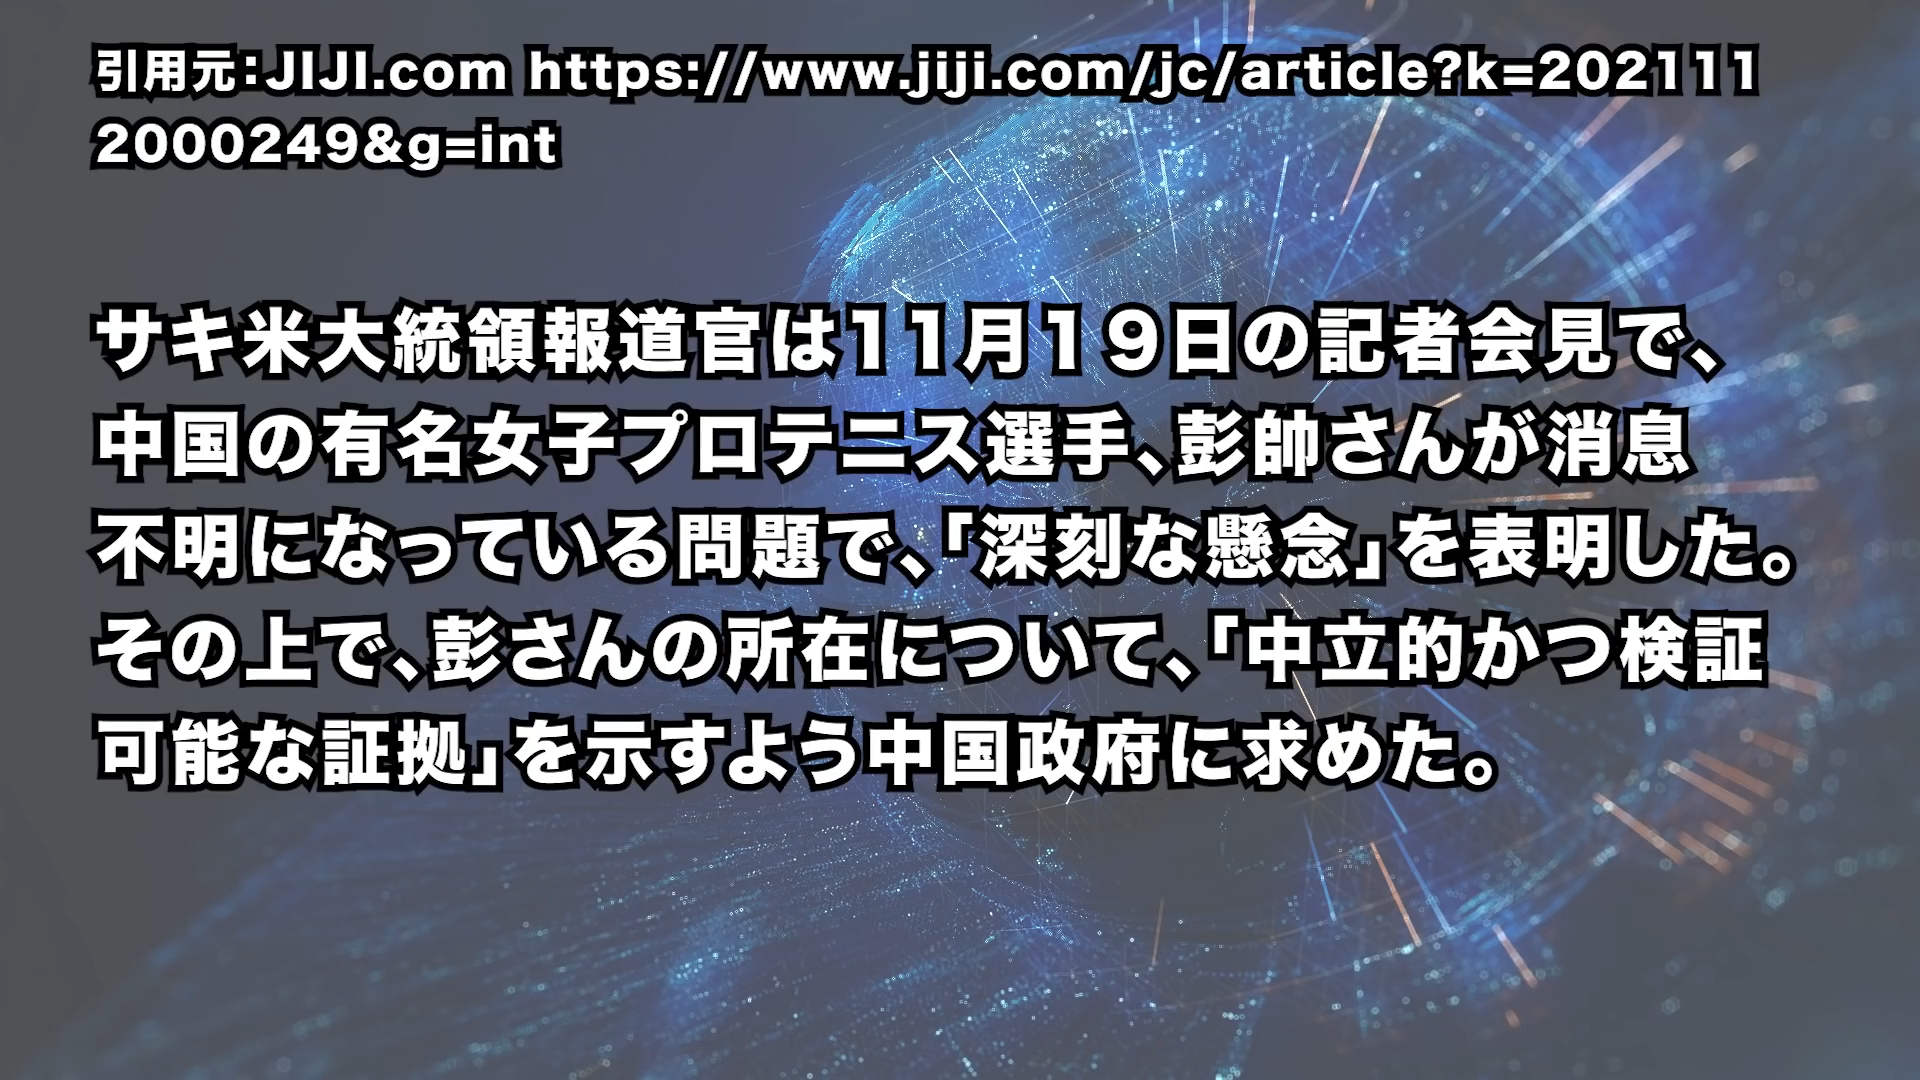 引用元：JIJI.com https://www.jiji.com/jc/article?k=202111
2000249&g=int
サキ米大統領報道官は11月19日の記者会見で、
中国の有名女子プロテニス選手、彭帥さんが消息
不明になっている問題で、「深刻な懸念」を表明した。
その上で、彭さんの所在について、「中立的かつ検証
可能な証拠」を示すよう中国政府に求めた。